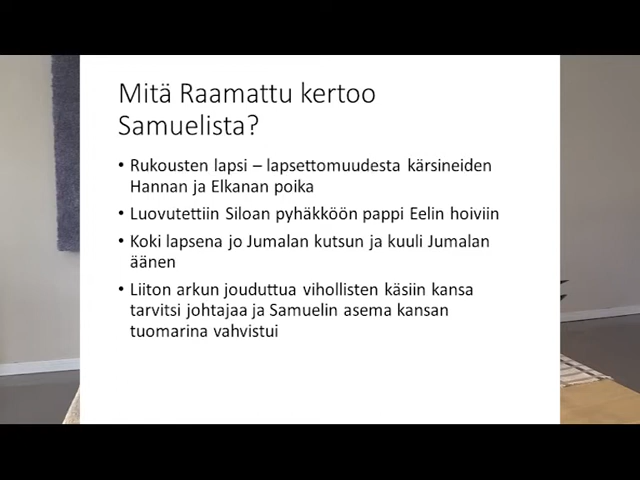 Mitä Raamattu kertoo
Samuelista?
• Rukousten lapsi – lapsettomuudesta kärsineiden
Hannan ja Elkanan poika
• Luovutettiin Siloan pyhäkköön pappi Eelin hoiviin
• Koki lapsena jo Jumalan kutsun ja kuuli Jumalan
äänen
• Liiton arkun jouduttua vihollisten käsiin kansa
tarvitsi johtajaa ja Samuelin asema kansan
tuomarina vahvistui